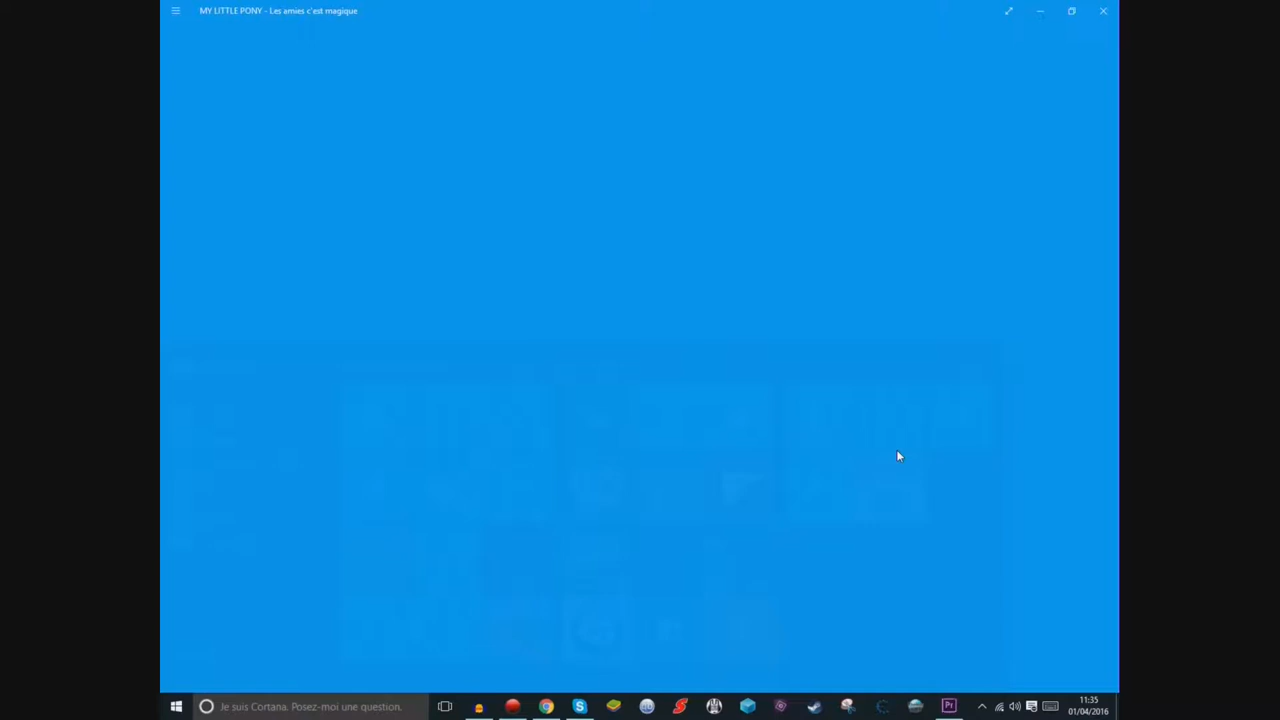 MY LITTLE PONY - Les amies c'est magique
Je suis Cortana. Posez-moi une question.
Pr
11:35
01/04/2016